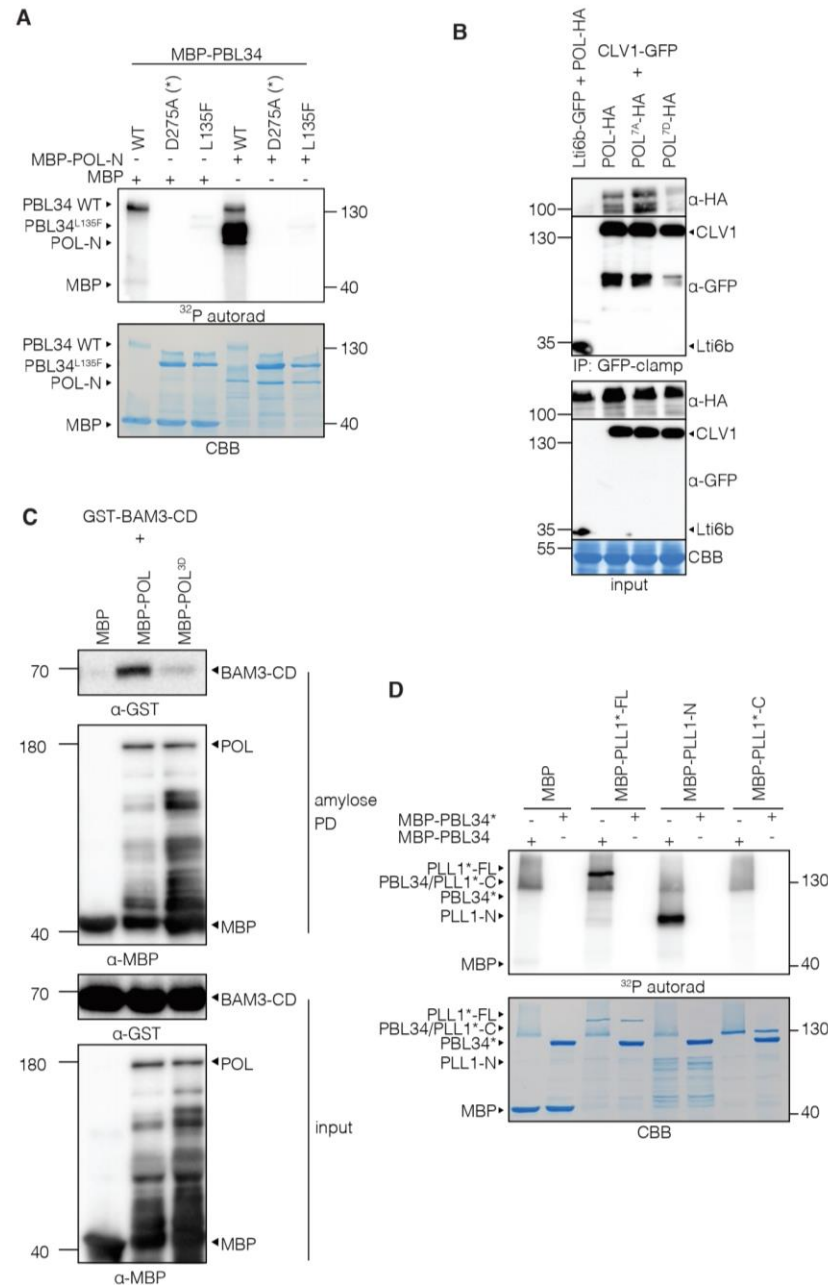 A
MBP-PBL34
WT
D275A (*)
L135F
WT
D275A (*)
L135F
MBP-POL-N - - - + + +
MBP + + + - - -
PBL34 WT
PBL34L135F
POL-N
MBP
130
40
32P autorad
PBL34 WT
PBL34L135F
POL-N
MBP
130
40
CBB
B
Lti6b-GFP + POL-HA
CLV1-GFP
+
POL-HA
POL7A-HA
POL7D-HA
100
α-HA
130
CLV1
α-GFP
35
Lti6b
IP: GFP-clamp
α-HA
100
CLV1
130
α-GFP
35
Lti6b
55
CBB
input
C
GST-BAM3-CD
+
MBP
MBP-POL
MBP-POL3D
70
BAM3-CD
α-GST
180
POL
amylose
PD
40
MBP
α-MBP
70
BAM3-CD
α-GST
180
POL
input
40
MBP
α-MBP
D
MBP
MBP-PLL1*-FL
MBP-PLL1-N
MBP-PLL1*-C
MBP-PBL34* - + - + - + - +
MBP-PBL34 + - + - + - + -
PLL1*-FL
PBL34/PLL1*-C
PBL34*
PLL1-N
MBP
130
40
32P autorad
PLL1*-FL
PBL34/PLL1*-C
PBL34*
PLL1-N
MBP
130
40
CBB